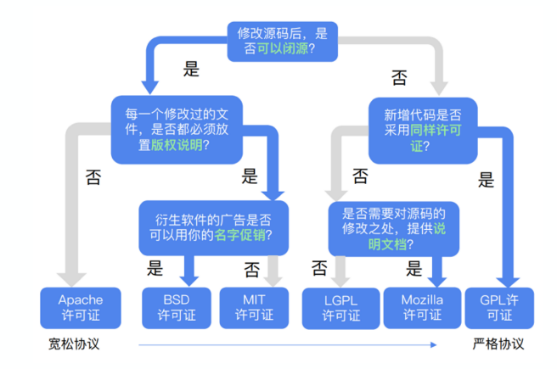 修改源码后，是
否可以闭源?
是
否
每一个修改过的文
件，是否都必须放
置版权说明?
新增代码是否
采用同样许可
证?
否
是
否
是
衍生软件的广告是否
可以用你的名字促销?
是否需要对源码的
修改之处，提供说
明文档?
是
否
否
是
Apache
许可证
BSD
许可证
MIT
许可证
LGPL
许可证
Mozilla
许可证
GPL许
可证
宽松协议
严格协议